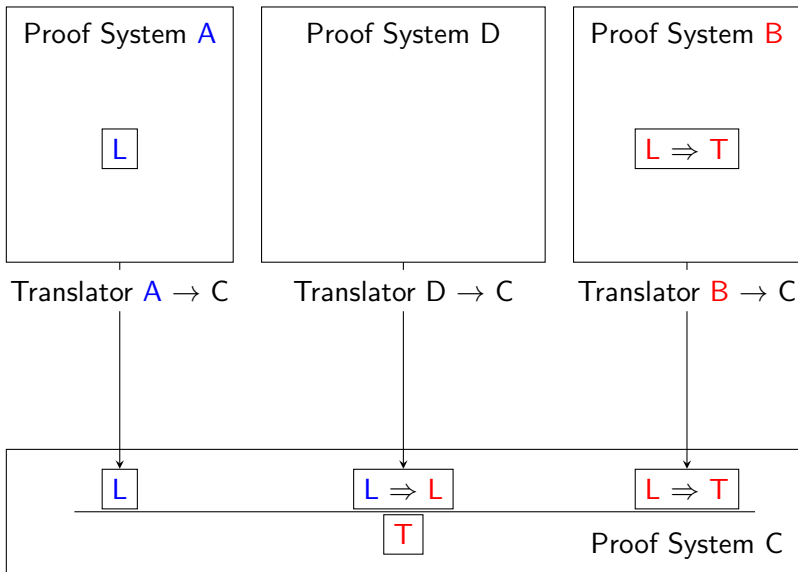 Proof System A
Proof System D
Proof System B
L
L ⇒ T
Translator A → C
Translator D → C
Translator B → C
L
L ⇒ L
L ⇒ T
T
Proof System C